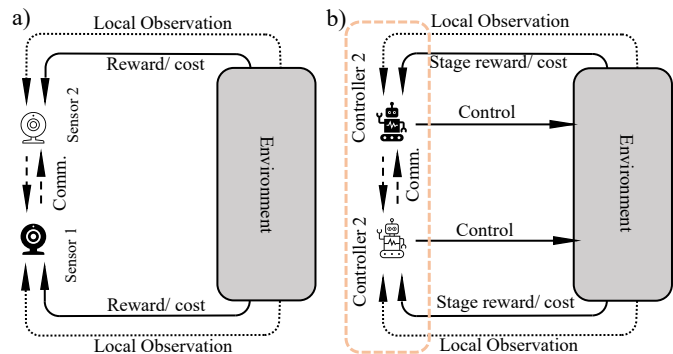 a)
Local Observation
Reward/ cost
Sensor 2
Comm.
Sensor 1
Environment
Reward/ cost
Local Observation
b)
Local Observation
Stage reward/ cost
Controller 2
Control
Comm.
Controller 2
Control
Environment
Stage reward/ cost
Local Observation